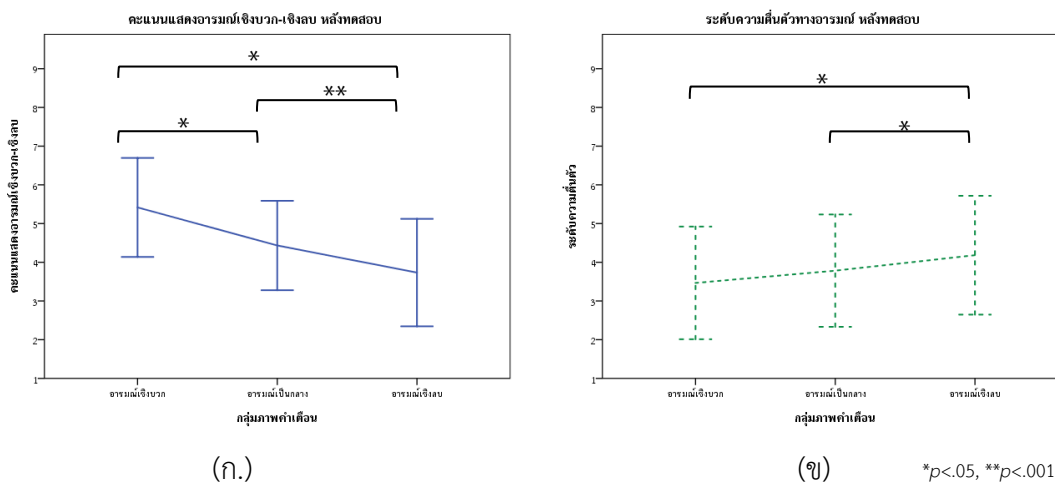 คะแนนแสดงอารมณ์เชิงบวก-เชิงลบ หลังทดสอบ
คะแนนแสดงอารมณ์เชิงบวก-เชิงลบ
9
8
7
6
5
4
3
2
1
*
**
*
อารมณ์เชิงบวก
อารมณ์เป็นกลาง
อารมณ์เชิงลบ
กลุ่มภาพคำเตือน
(ก.)
ระดับความตื่นตัวทางอารมณ์ หลังทดสอบ
ระดับความตื่นตัว
9
8
7
6
5
4
3
2
1
*
*
อารมณ์เชิงบวก
อารมณ์เป็นกลาง
อารมณ์เชิงลบ
กลุ่มภาพคำเตือน
(ข)
*p<.05, **p<.001